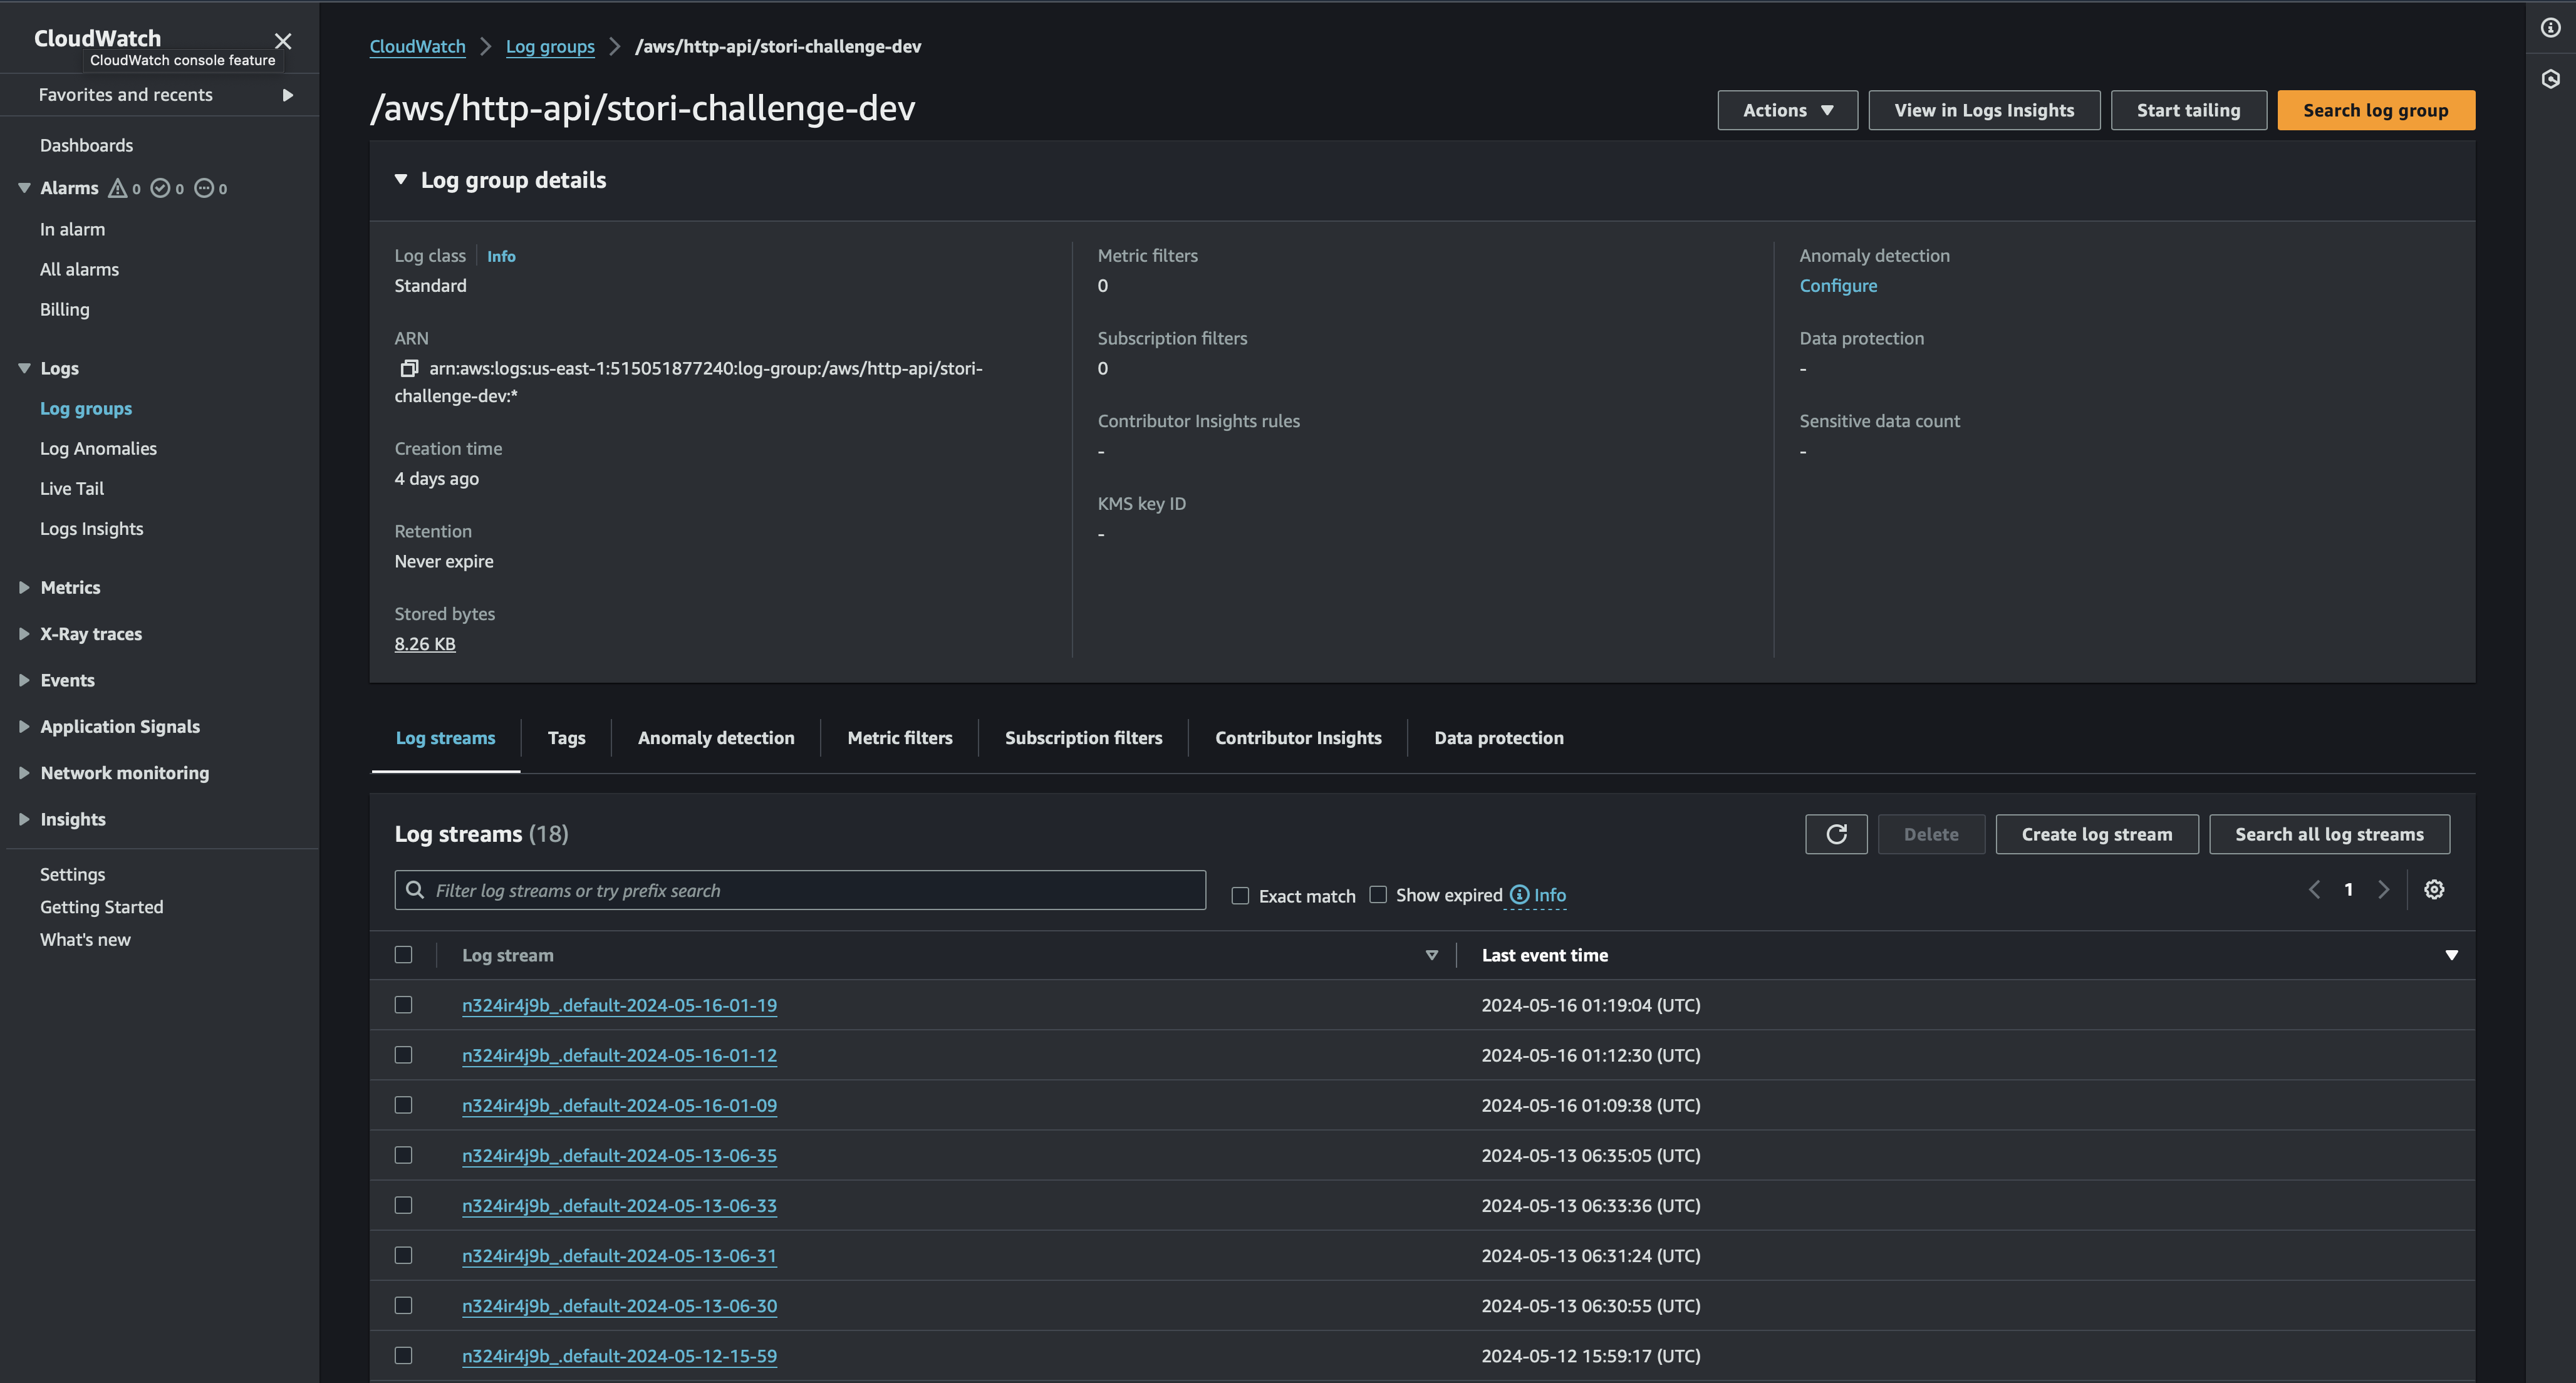 CloudWatch
CloudWatch console feature
Favorites and recents
Dashboards
Alarms 0 0 0
In alarm
All alarms
Billing
Logs
Log groups
Log Anomalies
Live Tail
Logs Insights
Metrics
X-Ray traces
Events
Application Signals
Network monitoring
Insights
Settings
Getting Started
What's new
CloudWatch Log groups /aws/http-api/stori-challenge-dev
/aws/http-api/stori-challenge-dev
Actions View in Logs Insights Start tailing Search log group
Log group details
Log class Info
Standard
ARN
arn:aws:logs:us-east-1:515051877240:log-group:/aws/http-api/stori-
challenge-dev:*
Creation time
4 days ago
Retention
Never expire
Stored bytes
8.26 KB
Metric filters
0
Subscription filters
0
Contributor Insights rules
-
KMS key ID
-
Anomaly detection
Configure
Data protection
-
Sensitive data count
-
Log streams Tags Anomaly detection Metric filters Subscription filters Contributor Insights Data protection
Log streams (18)
Delete Create log stream Search all log streams
Filter log streams or try prefix search Exact match Show expired Info 1
Log stream Last event time
n324ir4j9b_.default-2024-05-16-01-19 2024-05-16 01:19:04 (UTC)
n324ir4j9b_.default-2024-05-16-01-12 2024-05-16 01:12:30 (UTC)
n324ir4j9b_.default-2024-05-16-01-09 2024-05-16 01:09:38 (UTC)
n324ir4j9b_.default-2024-05-13-06-35 2024-05-13 06:35:05 (UTC)
n324ir4j9b_.default-2024-05-13-06-33 2024-05-13 06:33:36 (UTC)
n324ir4j9b_.default-2024-05-13-06-31 2024-05-13 06:31:24 (UTC)
n324ir4j9b_.default-2024-05-13-06-30 2024-05-13 06:30:55 (UTC)
n324ir4j9b_.default-2024-05-12-15-59 2024-05-12 15:59:17 (UTC)